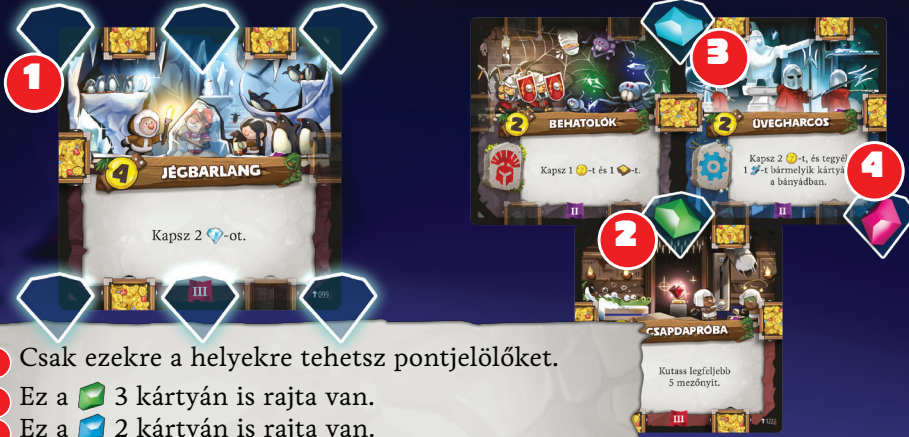 1
4
JÉGBARLANG
Kapsz 2 -ot.
III
099
3
2
BEHATOLÓK
Kapsz 1 -t és 1 -t.
II
2
ÜVEGHARCOS
Kapsz 2 -t, és tegyél
1 -t bármelyik kártyá
a bányádban.
II
4
2
CSAPDAPRÓBA
Kutass legfeljebb
5 mezőnyit.
III
122
Csak ezekre a helyekre tehetsz pontjelölőket.
Ez a 3 kártyán is rajta van.
Ez a 2 kártyán is rajta van.